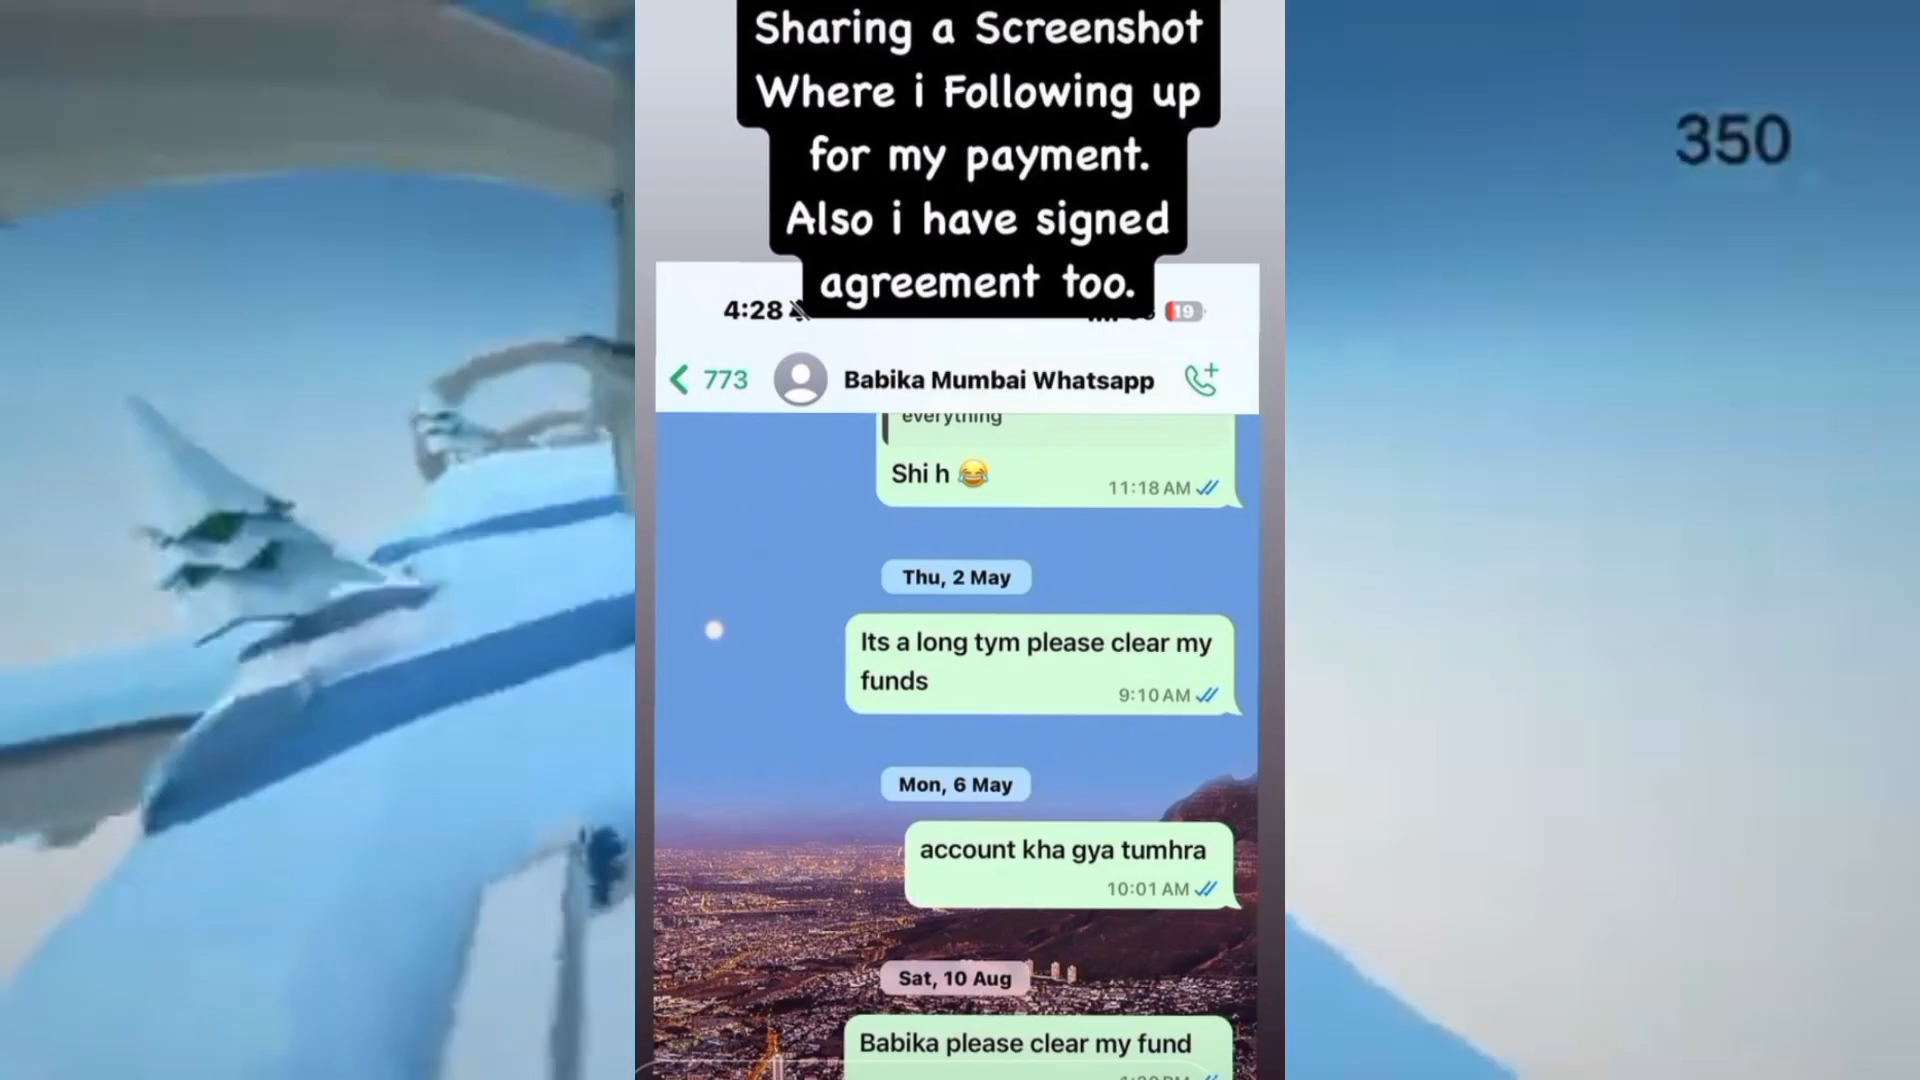 Sharing a Screenshot
Where i Following up
for my payment.
Also i have signed
agreement too.
350
4:28
19
773
Babika Mumbai Whatsapp
everything
Shi h 😂
11:18 AM
Thu, 2 May
Its a long tym please clear my
funds
9:10 AM
Mon, 6 May
account kha gya tumhra
10:01 AM
Sat, 10 Aug
Babika please clear my fund